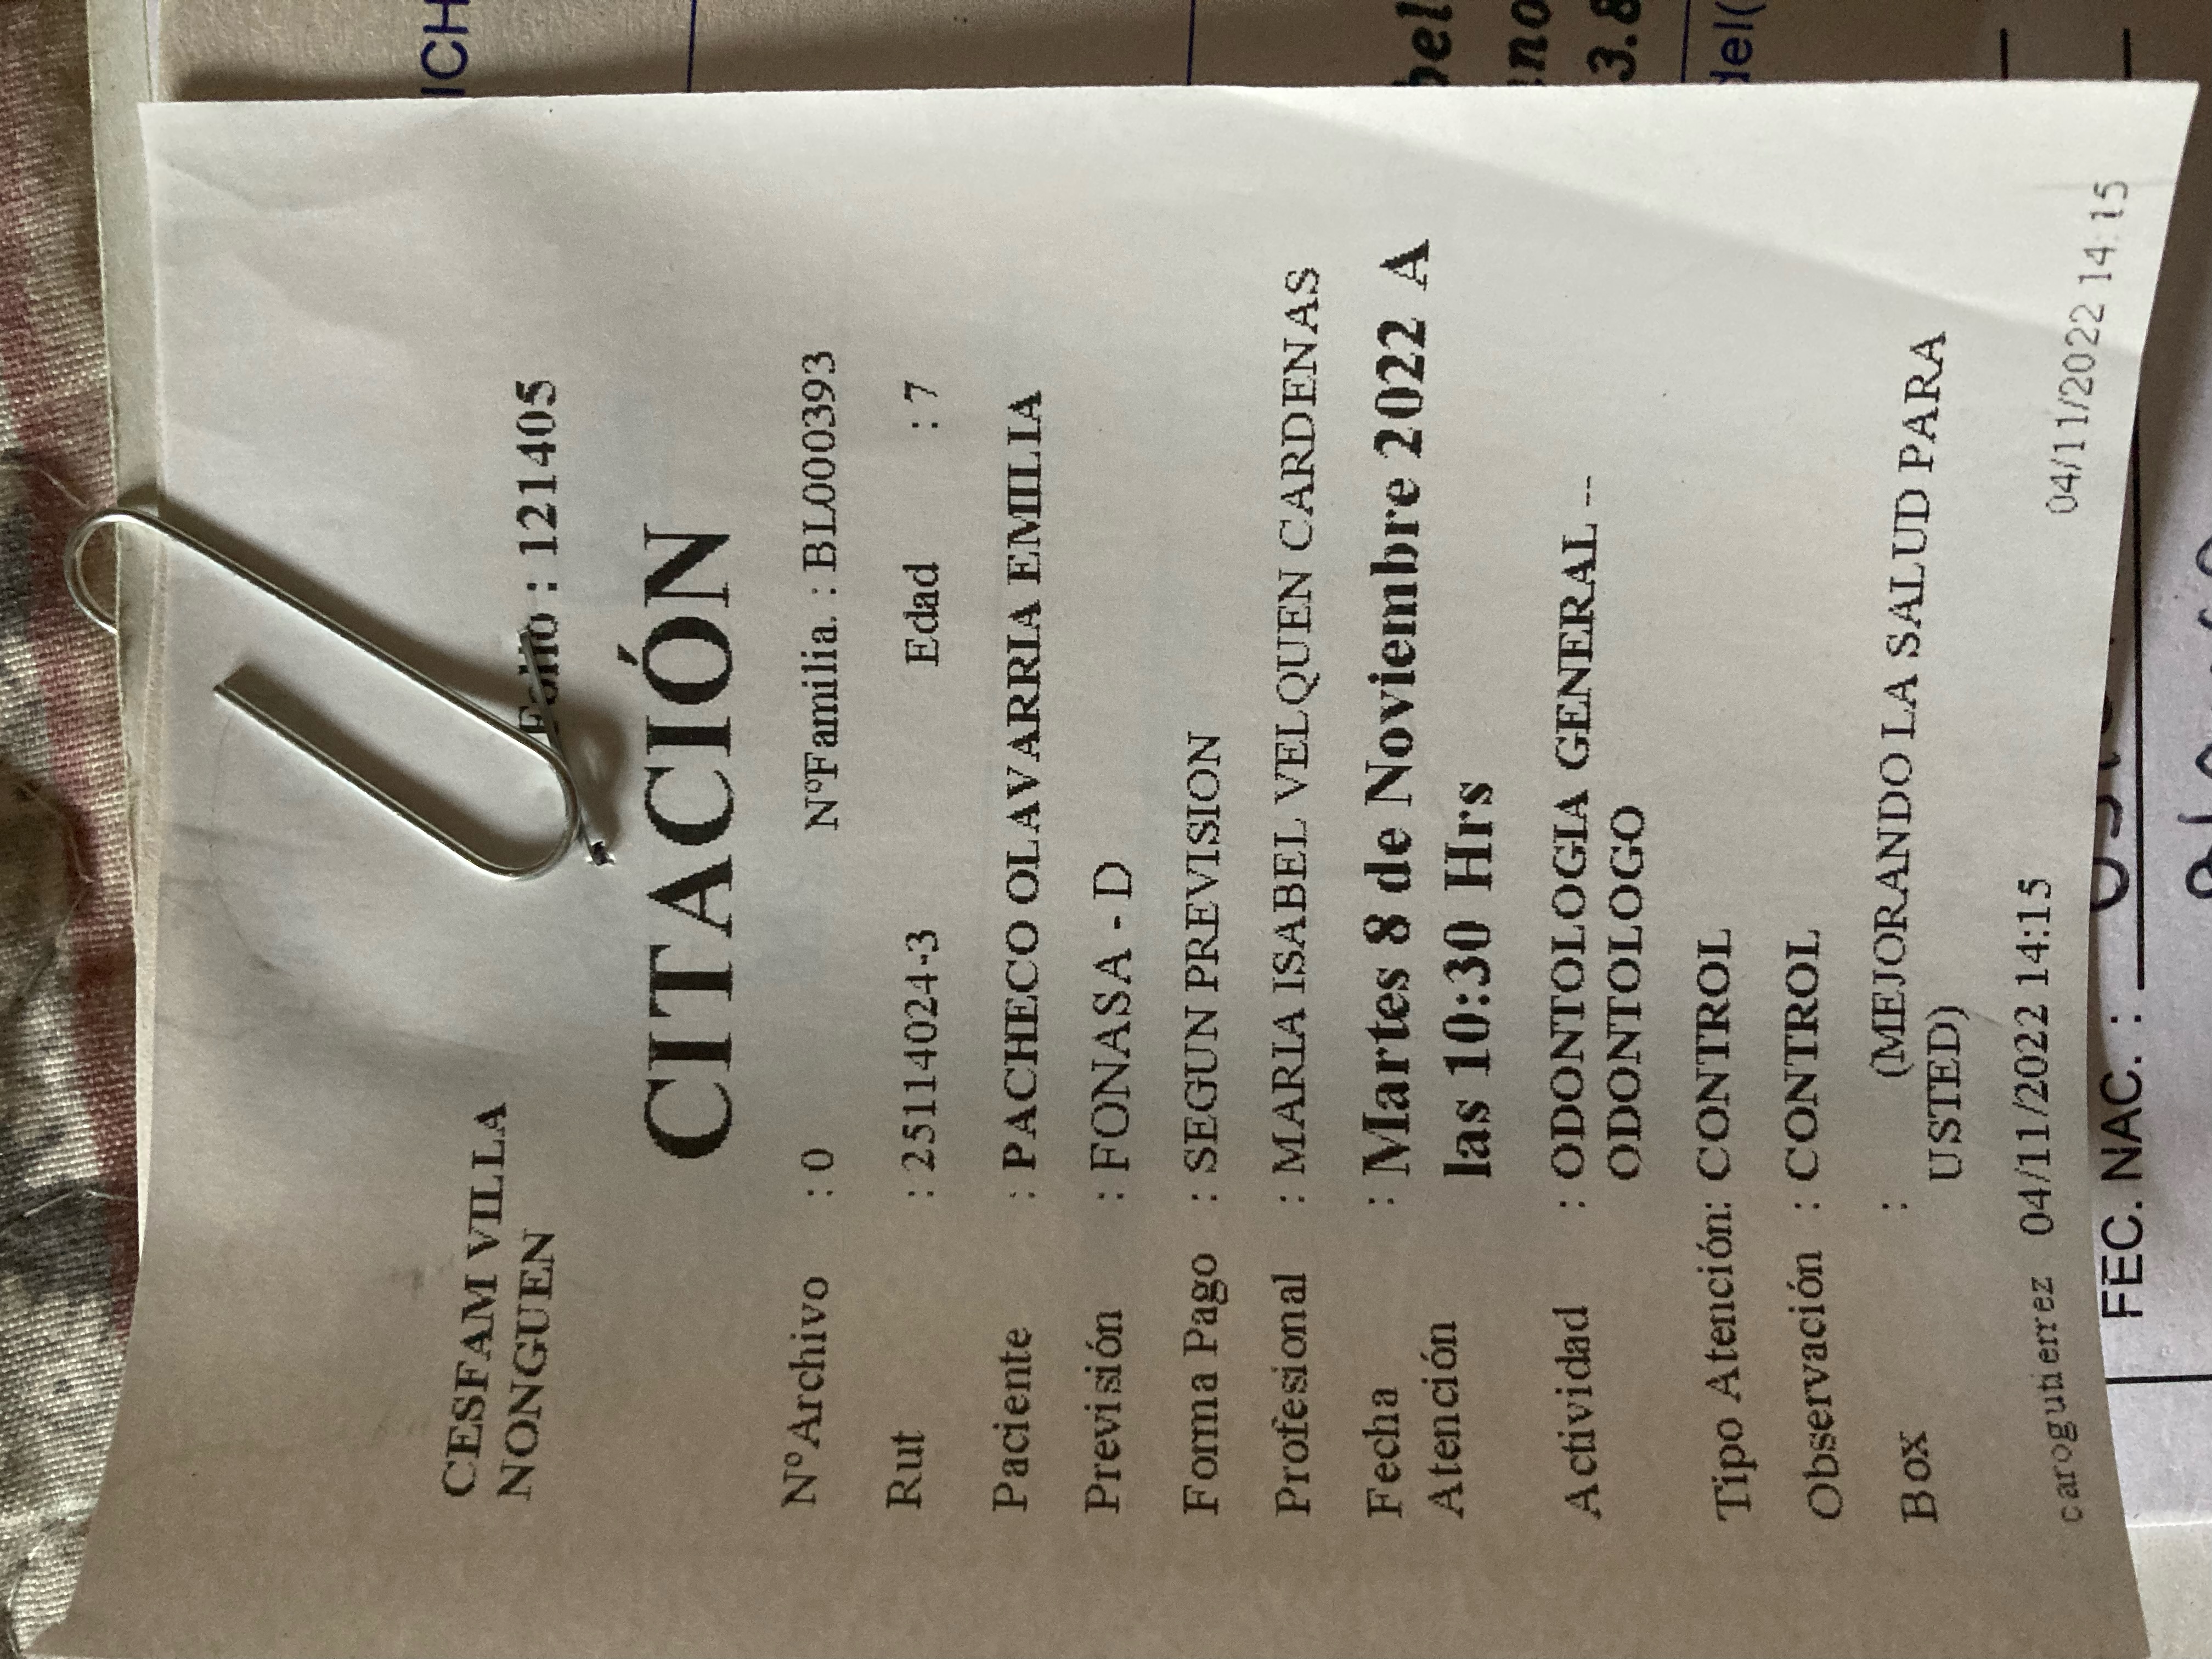 CESFAM VILLA
NONGUEN
Folio : 121405
CITACIÓN
NºArchivo : 0 NºFamilia. : BL000393
Rut : 25114024-3 Edad : 7
Paciente : PACHECO OLAVARRIA EMILIA
Previsión : FONASA - D
Forma Pago : SEGUN PREVISION
Profesional : MARIA ISABEL VELQUEN CARDENAS
Fecha : Martes 8 de Noviembre 2022 A
Atención las 10:30 Hrs
Actividad : ODONTOLOGIA GENERAL --
ODONTOLOGO
Tipo Atención: CONTROL
Observación : CONTROL
Box : (MEJORANDO LA SALUD PARA
USTED)
carogutierrez 04/11/2022 14:15 04/11/2022 14:15
FEC. NAC. :